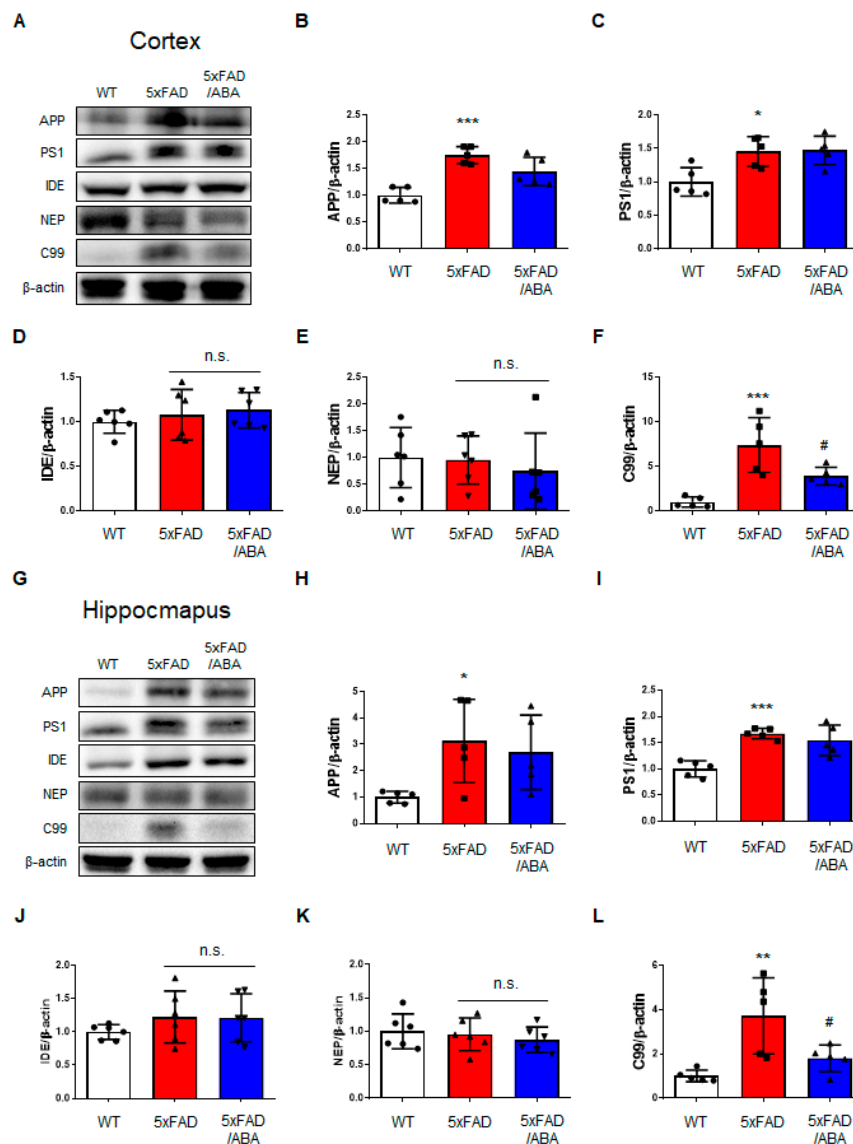 A
B
C
Cortex
WT
5xFAD
5xFAD
/ABA
APP
PS1
IDE
NEP
C99
β-actin
***
APP/β-actin
2.5
2.0
1.5
1.0
0.5
0.0
WT
5xFAD
5xFAD
/ABA
*
PS1/β-actin
2.0
1.5
1.0
0.5
0.0
WT
5xFAD
5xFAD
/ABA
D
E
F
n.s.
IDE/β-actin
1.5
1.0
0.5
0.0
WT
5xFAD
5xFAD
/ABA
n.s.
NEP/β-actin
2.5
2.0
1.5
1.0
0.5
0.0
WT
5xFAD
5xFAD
/ABA
***
#
C99/β-actin
15
10
5
0
WT
5xFAD
5xFAD
/ABA
G
H
I
Hippocmapus
WT
5xFAD
5xFAD
/ABA
APP
PS1
IDE
NEP
C99
β-actin
*
APP/β-actin
5
4
3
2
1
0
WT
5xFAD
5xFAD
/ABA
***
PS1/β-actin
2.5
2.0
1.5
1.0
0.5
0.0
WT
5xFAD
5xFAD
/ABA
J
K
L
n.s.
IDE/β-actin
2.0
1.5
1.0
0.5
0.0
WT
5xFAD
5xFAD
/ABA
n.s.
NEP/β-actin
2.0
1.5
1.0
0.5
0.0
WT
5xFAD
5xFAD
/ABA
**
#
C99/β-actin
6
4
2
0
WT
5xFAD
5xFAD
/ABA